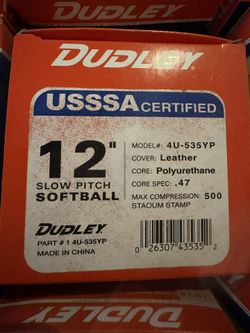 DUDLEY
USSSA CERTIFIED
12"
SLOW PITCH
SOFTBALL
DUDLEY
PART # 1 4U-535YP
MADE IN CHINA
MODEL#: 4U-535YP
COVER: Leather
CORE: Polyurethane
CORE SPEC: .47
MAX COMPRESSION: 500
STAOUM STAMP
0 26307 43535 2
DUDLEY